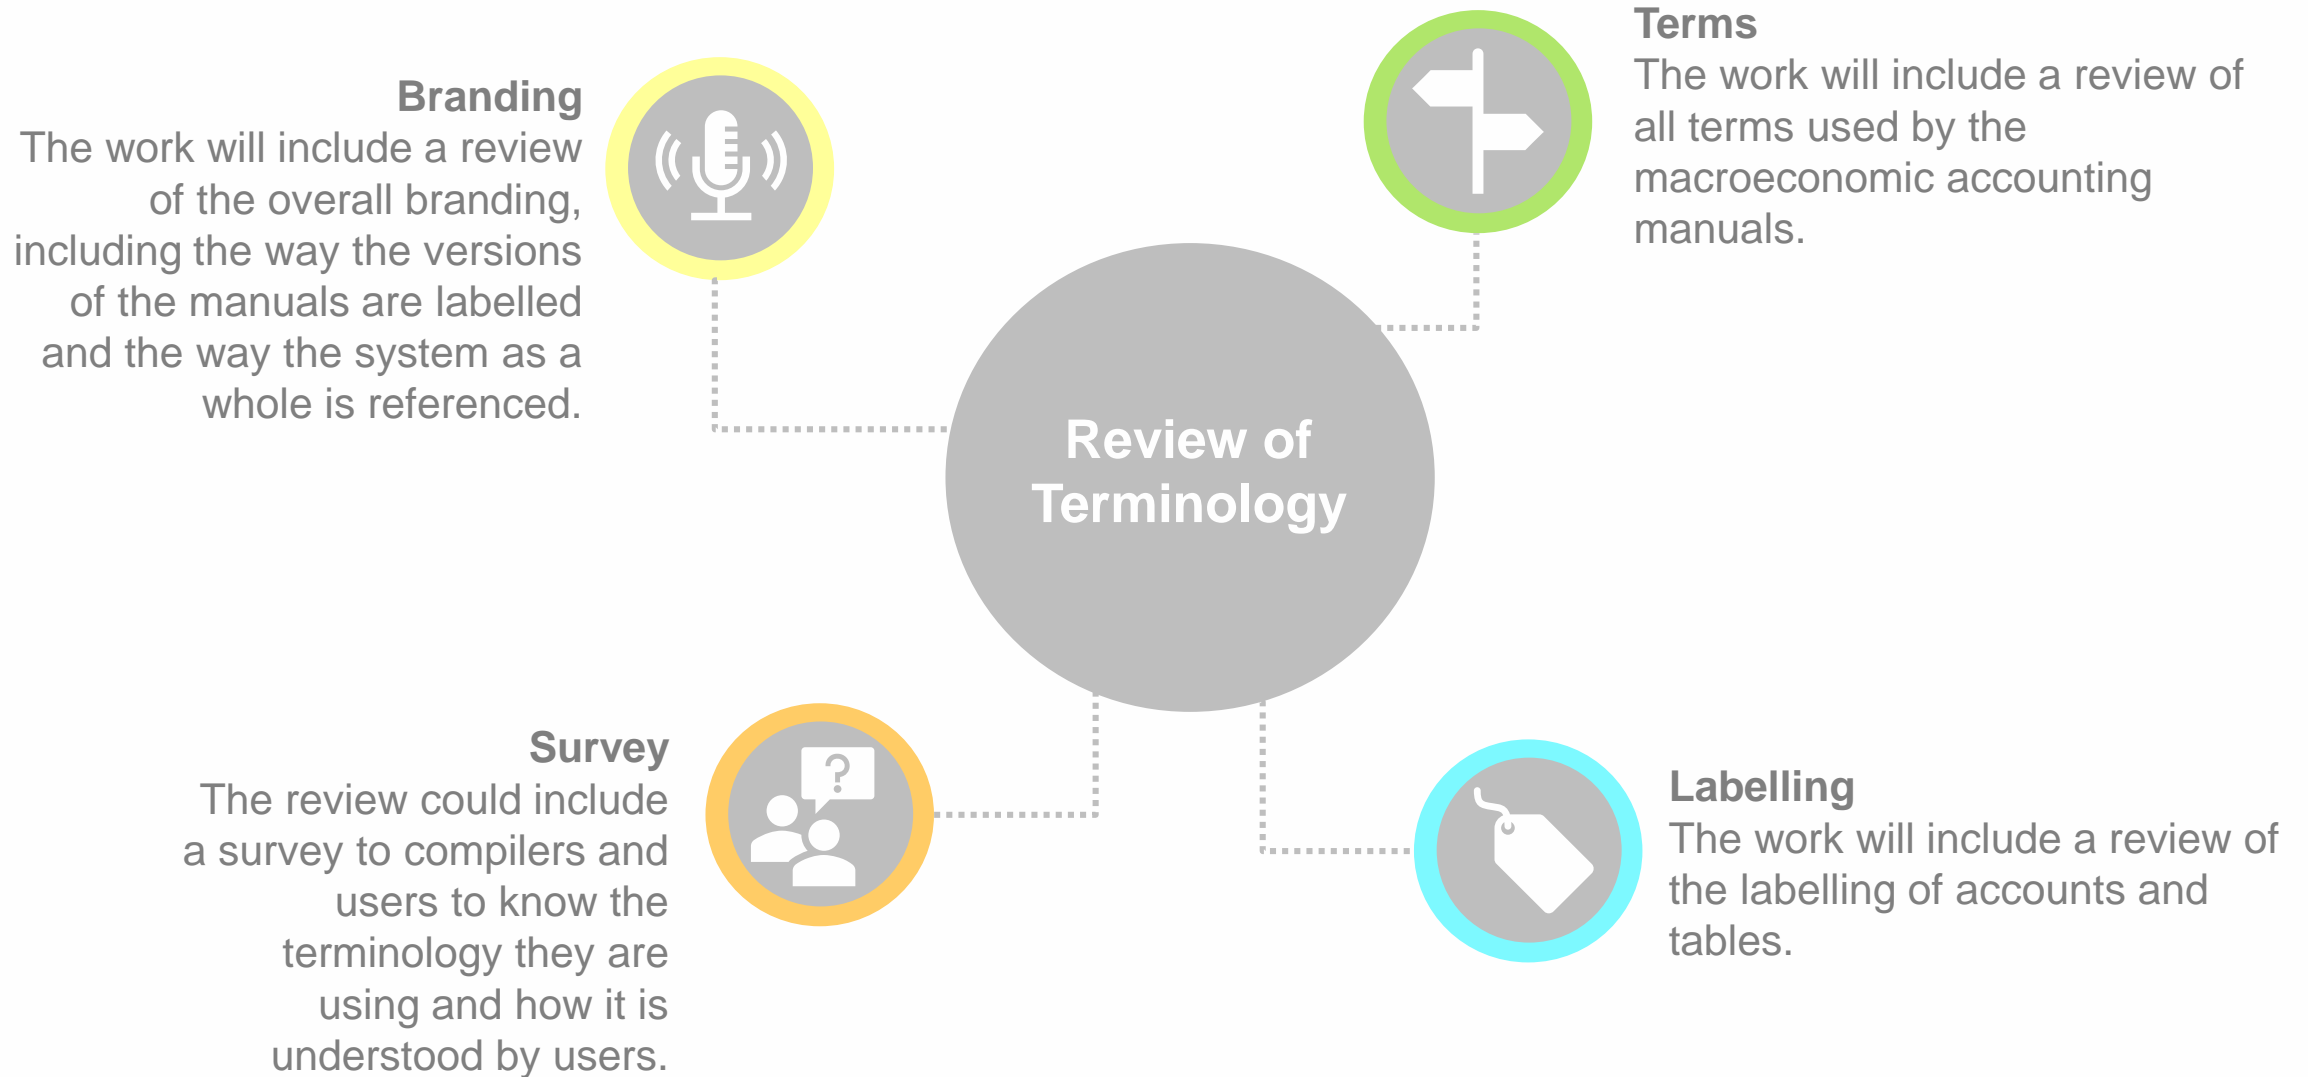 Branding
The work will include a review
of the overall branding,
including the way the versions
of the manuals are labelled
and the way the system as a
whole is referenced.
Terms
The work will include a review of
all terms used by the
macroeconomic accounting
manuals.
Review of
Terminology
Survey
The review could include
a survey to compilers and
users to know the
terminology they are
using and how it is
understood by users.
?
Labelling
The work will include a review of
the labelling of accounts and
tables.